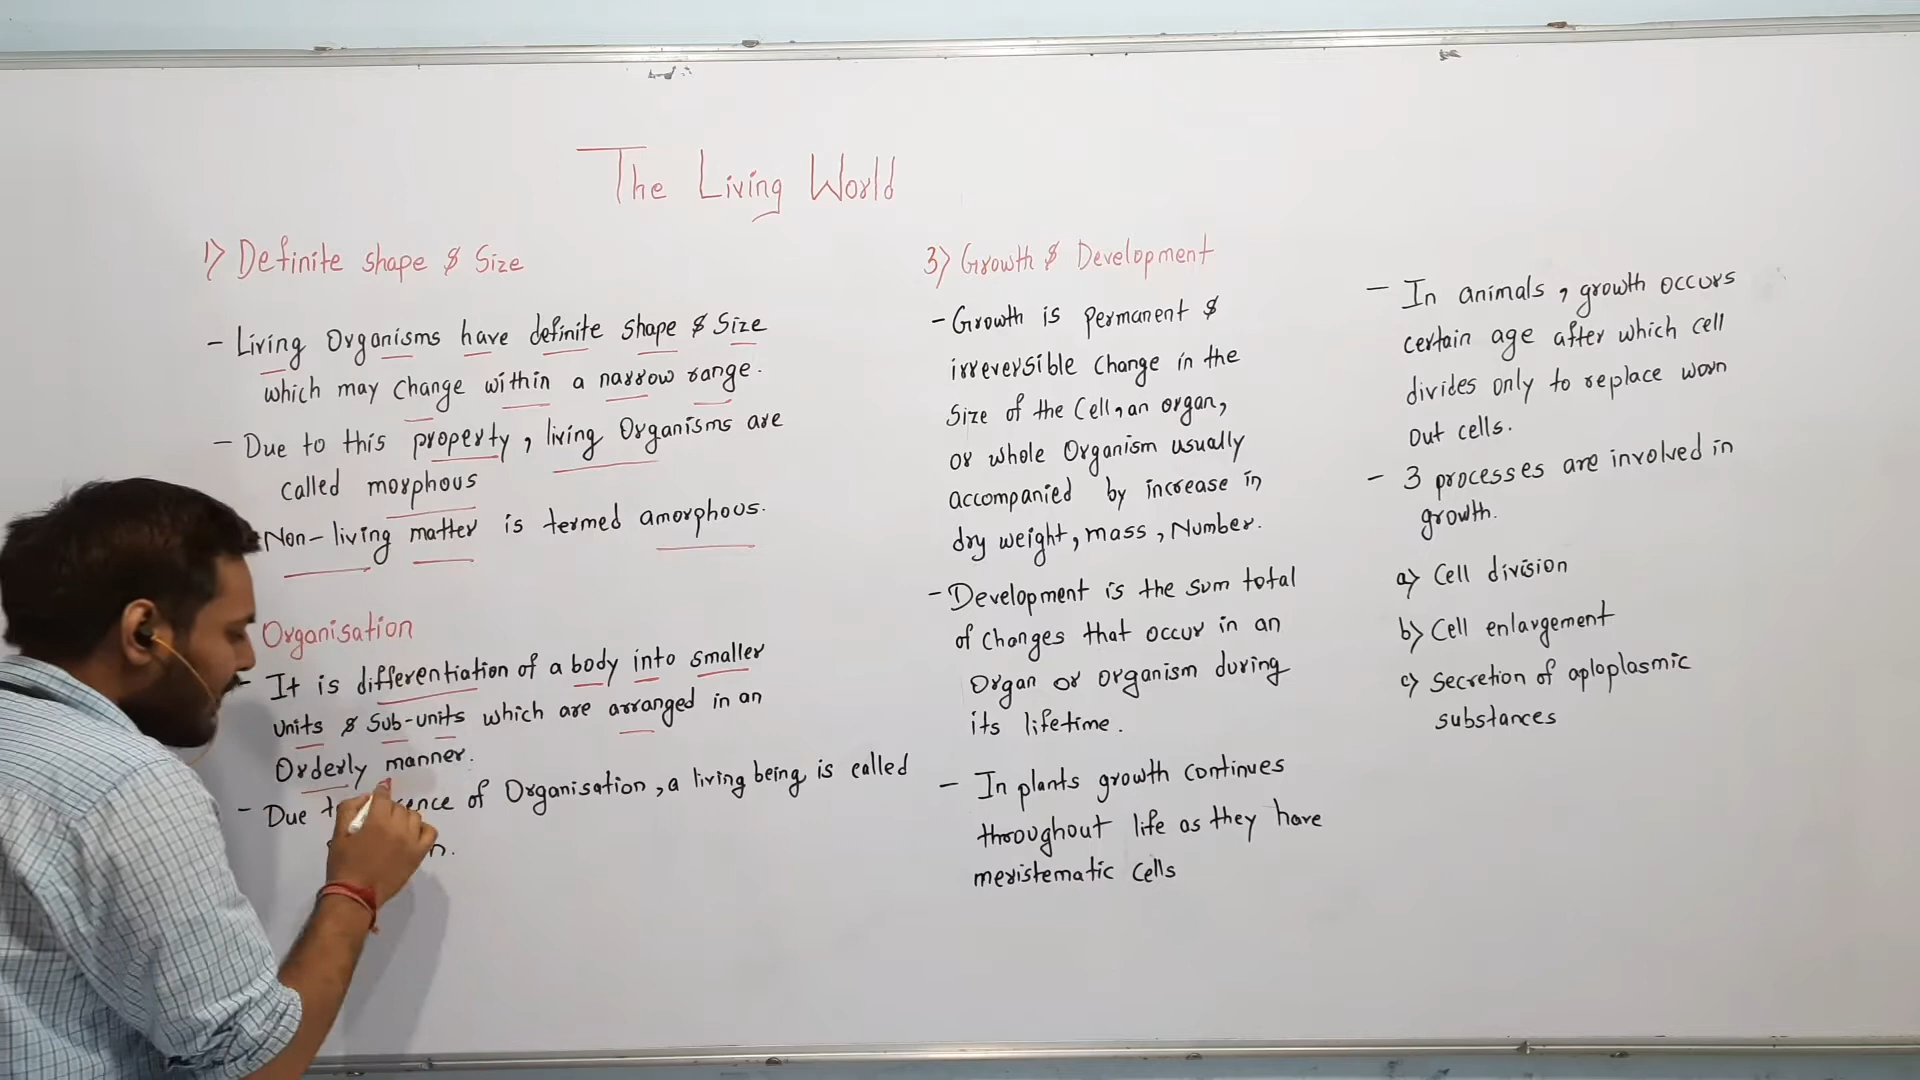 The Living World
1) Definite shape & Size
- Living Organisms have definite shape & Size
which may change within a narrow range.
- Due to this property, living Organisms are
called morphous
Non-living matter is termed amorphous.
Organisation
- It is differentiation of a body into smaller
units & Sub-units which are arranged in an
Orderly manner.
- Due of Organisation, a living being is called
3) Growth & Development
- Growth is permanent &
irreversible change in the
Size of the Cell, an organ,
or whole Organism usually
accompanied by increase in
dry weight, mass, Number.
- Development is the sum total
of changes that occur in an
Organ or organism during
its lifetime.
- In plants growth continues
throughout life as they have
meristematic cells
- In animals, growth occurs
certain age after which cell
divides only to replace worn
out cells.
- 3 processes are involved in
growth.
a) Cell division
b) Cell enlargement
c) Secretion of aploplasmic
substances